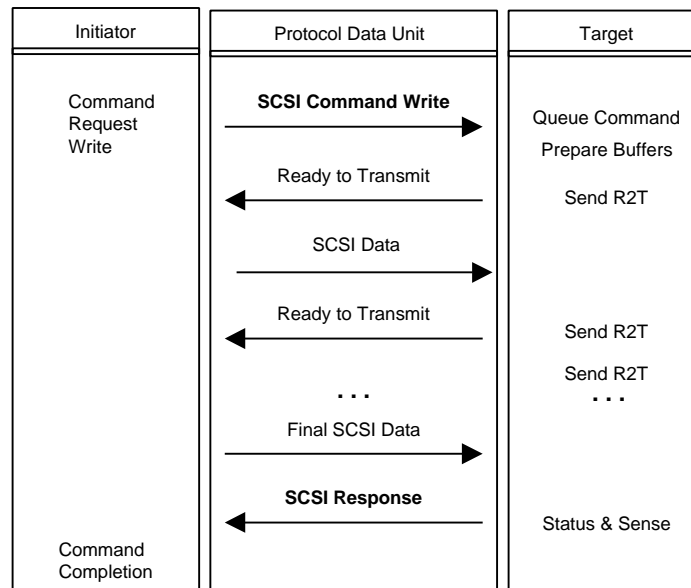 Initiator
Protocol Data Unit
Target
Command
Request
Write
SCSI Command Write
Queue Command
Prepare Buffers
Ready to Transmit
Send R2T
SCSI Data
Ready to Transmit
Send R2T
Send R2T
. . .
. . .
Final SCSI Data
SCSI Response
Status & Sense
Command
Completion